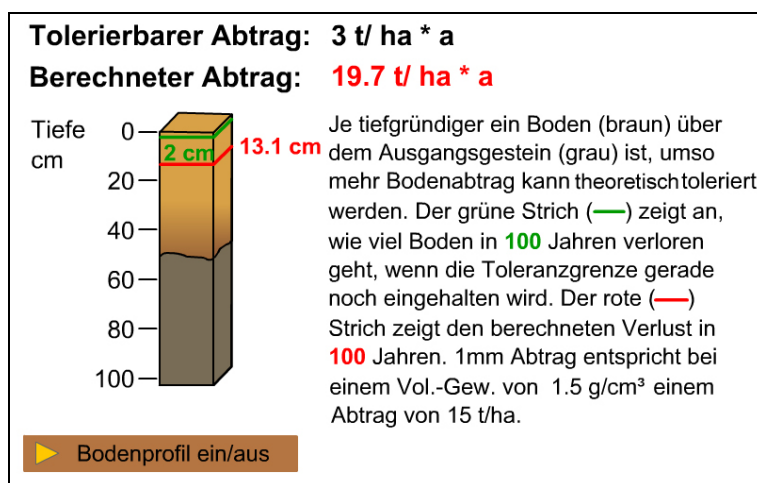 Tolerierbarer Abtrag: 3 t/ ha * a
Berechneter Abtrag: 19.7 t/ ha * a
Tiefe
cm
0
20
40
60
80
100
2 cm
13.1 cm
Je tiefgründiger ein Boden (braun) über
dem Ausgangsgestein (grau) ist, umso
mehr Bodenabtrag kann theoretisch toleriert
werden. Der grüne Strich (—) zeigt an,
wie viel Boden in 100 Jahren verloren
geht, wenn die Toleranzgrenze gerade
noch eingehalten wird. Der rote (—)
Strich zeigt den berechneten Verlust in
100 Jahren. 1mm Abtrag entspricht bei
einem Vol.-Gew. von 1.5 g/cm³ einem
Abtrag von 15 t/ha.
Bodenprofil ein/aus